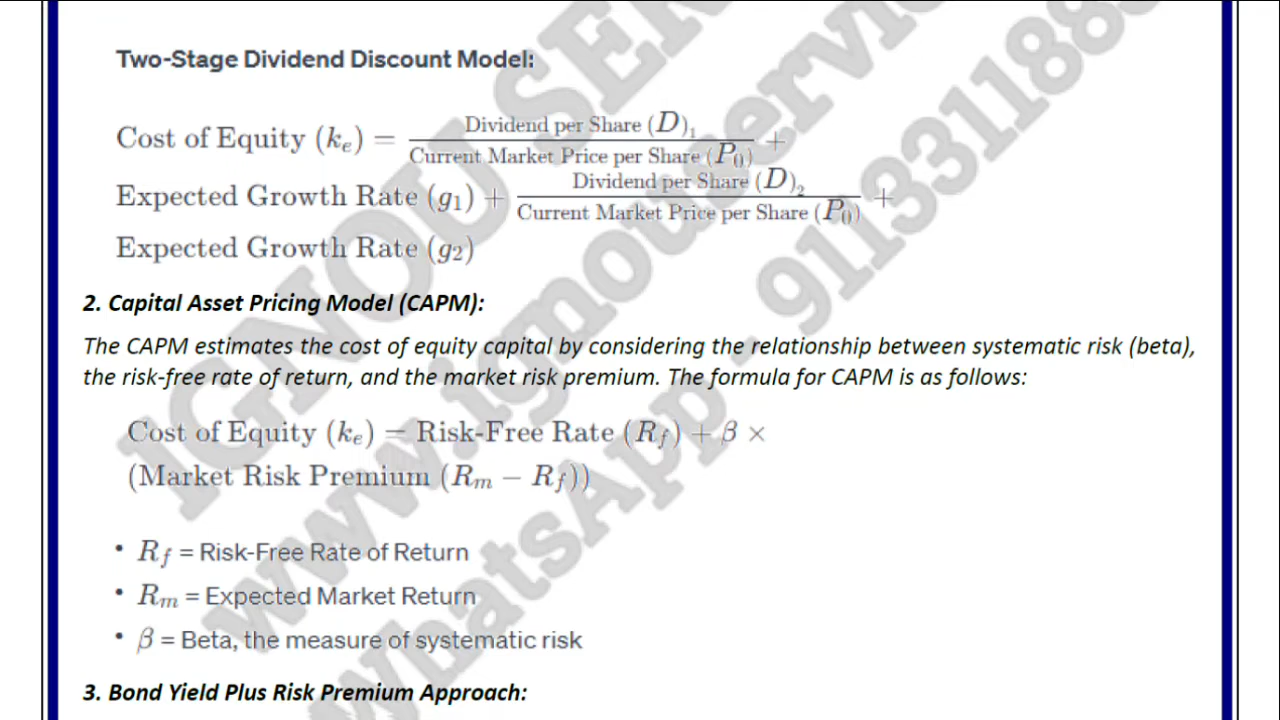 Two-Stage Dividend Discount Model:
Cost of Equity (kₑ) = Dividend per Share (D)₁ / Current Market Price per Share (P₀) +
Expected Growth Rate (g₁) + Dividend per Share (D)₂ / Current Market Price per Share (P₀) +
Expected Growth Rate (g₂)
2. Capital Asset Pricing Model (CAPM):
The CAPM estimates the cost of equity capital by considering the relationship between systematic risk (beta),
the risk-free rate of return, and the market risk premium. The formula for CAPM is as follows:
Cost of Equity (kₑ) = Risk-Free Rate (R_f) + β ×
(Market Risk Premium (R_m − R_f))
• R_f = Risk-Free Rate of Return
• R_m = Expected Market Return
• β = Beta, the measure of systematic risk
3. Bond Yield Plus Risk Premium Approach:
IGNOU
www.ignouservi
WhatsApp - 91133118